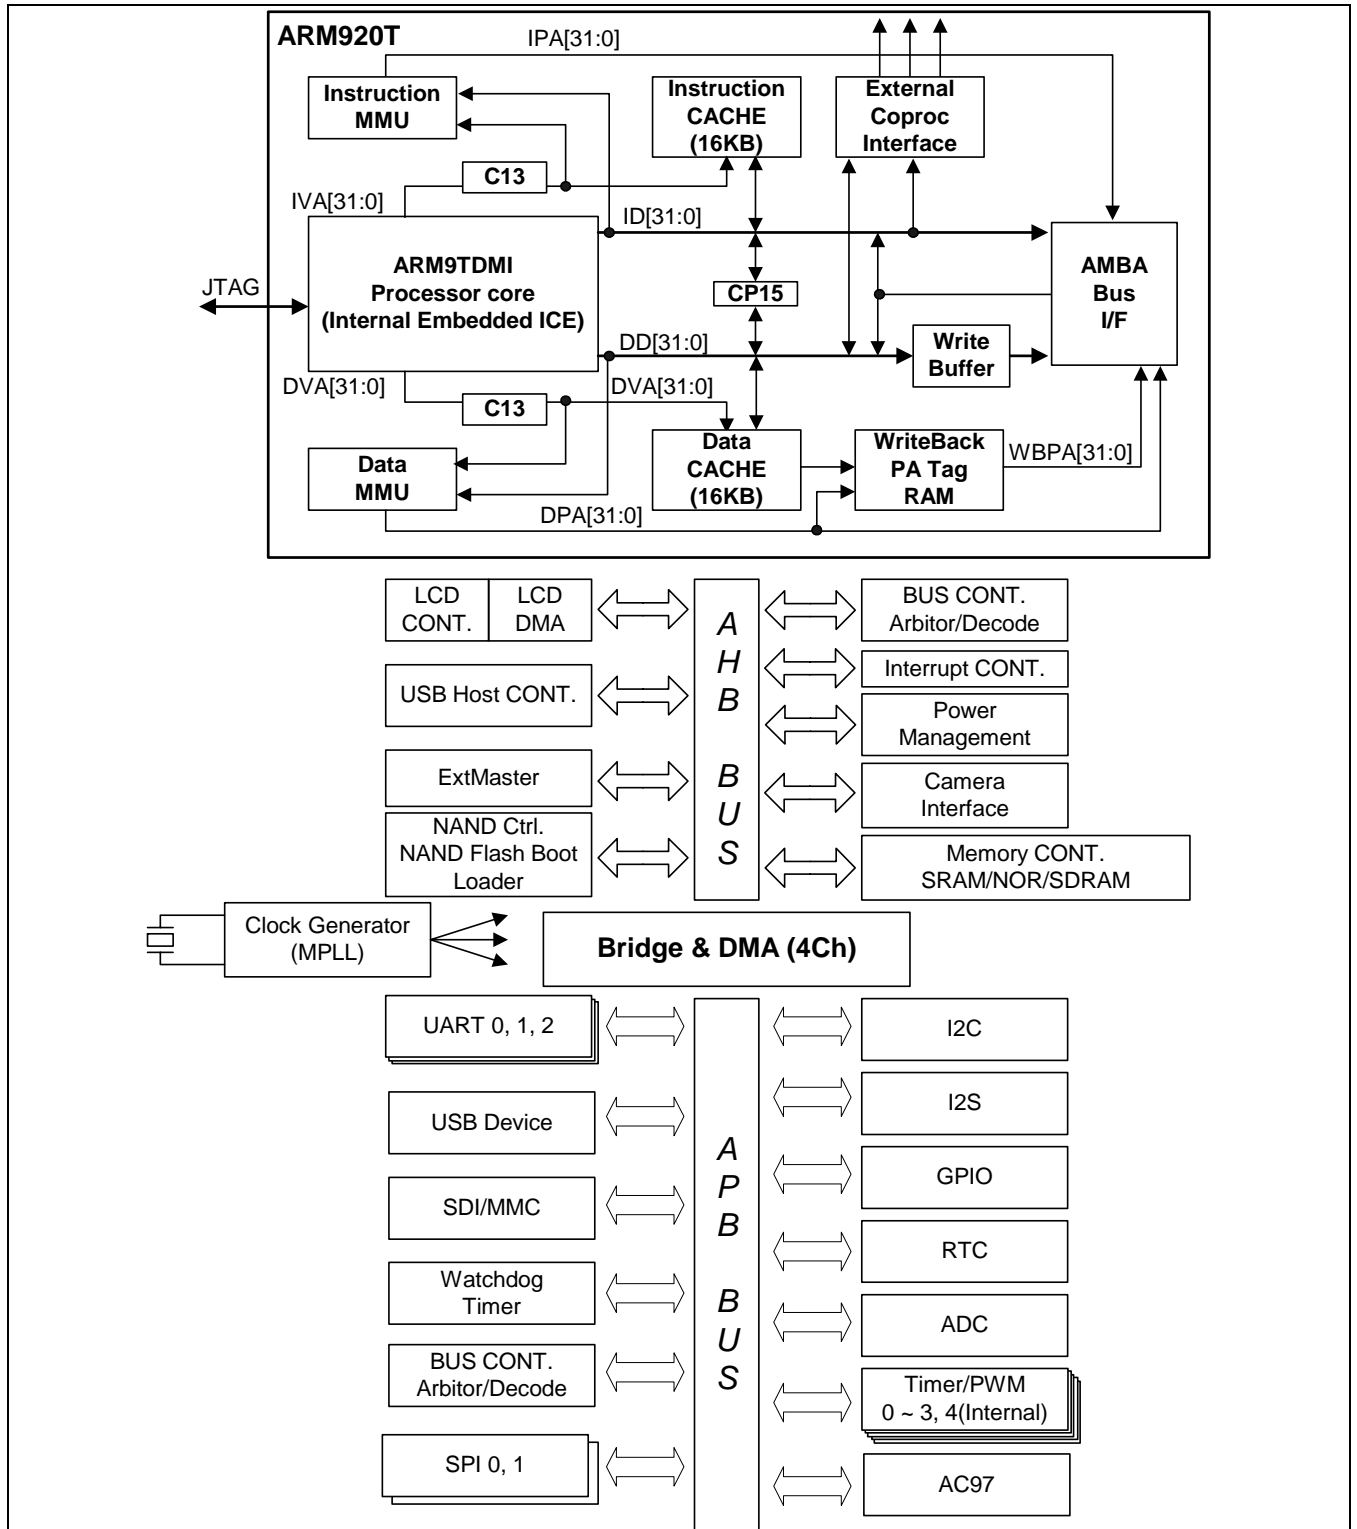 ARM920T
IPA[31:0]
Instruction
MMU
Instruction
CACHE
(16KB)
External
Coproc
Interface
C13
IVA[31:0]
ID[31:0]
ARM9TDMI
Processor core
(Internal Embedded ICE)
JTAG
CP15
AMBA
Bus
I/F
DD[31:0]
Write
Buffer
DVA[31:0]
DVA[31:0]
C13
Data
MMU
Data
CACHE
(16KB)
WriteBack
PA Tag
RAM
WBPA[31:0]
DPA[31:0]
LCD
CONT.
LCD
DMA
USB Host CONT.
ExtMaster
NAND Ctrl.
NAND Flash Boot
Loader
A
H
B
B
U
S
BUS CONT.
Arbitor/Decode
Interrupt CONT.
Power
Management
Camera
Interface
Memory CONT.
SRAM/NOR/SDRAM
Clock Generator
(MPLL)
Bridge & DMA (4Ch)
UART 0, 1, 2
USB Device
SDI/MMC
Watchdog
Timer
BUS CONT.
Arbitor/Decode
SPI 0, 1
A
P
B
B
U
S
I2C
I2S
GPIO
RTC
ADC
Timer/PWM
0 ~ 3, 4(Internal)
AC97